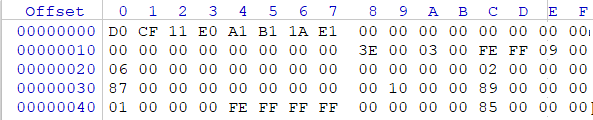 Offset 0 1 2 3 4 5 6 7 8 9 A B C D E F
00000000 D0 CF 11 E0 A1 B1 1A E1 00 00 00 00 00 00 00 00
00000010 00 00 00 00 00 00 00 00 3E 00 03 00 FE FF 09 00
00000020 06 00 00 00 00 00 00 00 00 00 00 00 02 00 00 00
00000030 87 00 00 00 00 00 00 00 00 10 00 00 89 00 00 00
00000040 01 00 00 00 FE FF FF FF 00 00 00 00 85 00 00 00